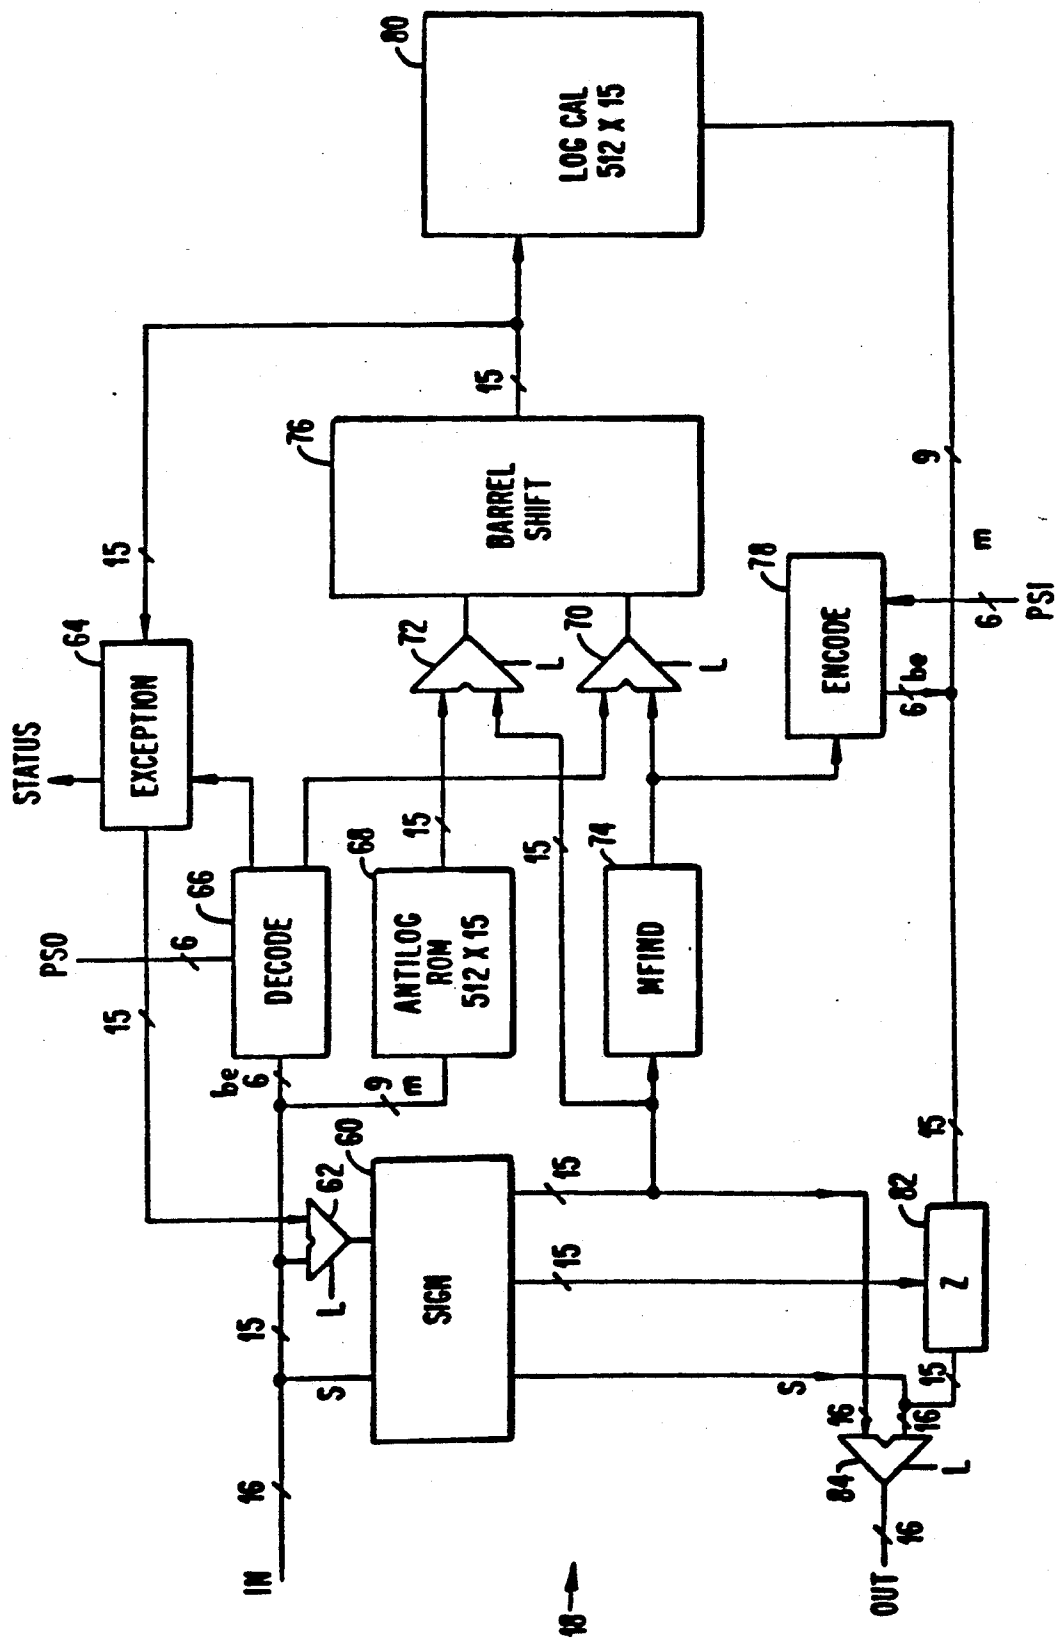 IN
16
15
S
L
62
60
SIGN
15
15
S
be
6
9
m
PSO
6
15
DECODE
66
STATUS
EXCEPTION
64
15
ANTILOG
ROM
512 X 15
68
15
15
MFIND
74
72
L
70
L
BARREL
SHIFT
76
15
LOG CAL
512 X 15
80
ENCODE
78
6
be
6
PSI
m
9
15
Z
82
15
16
16
84
L
16
OUT
18